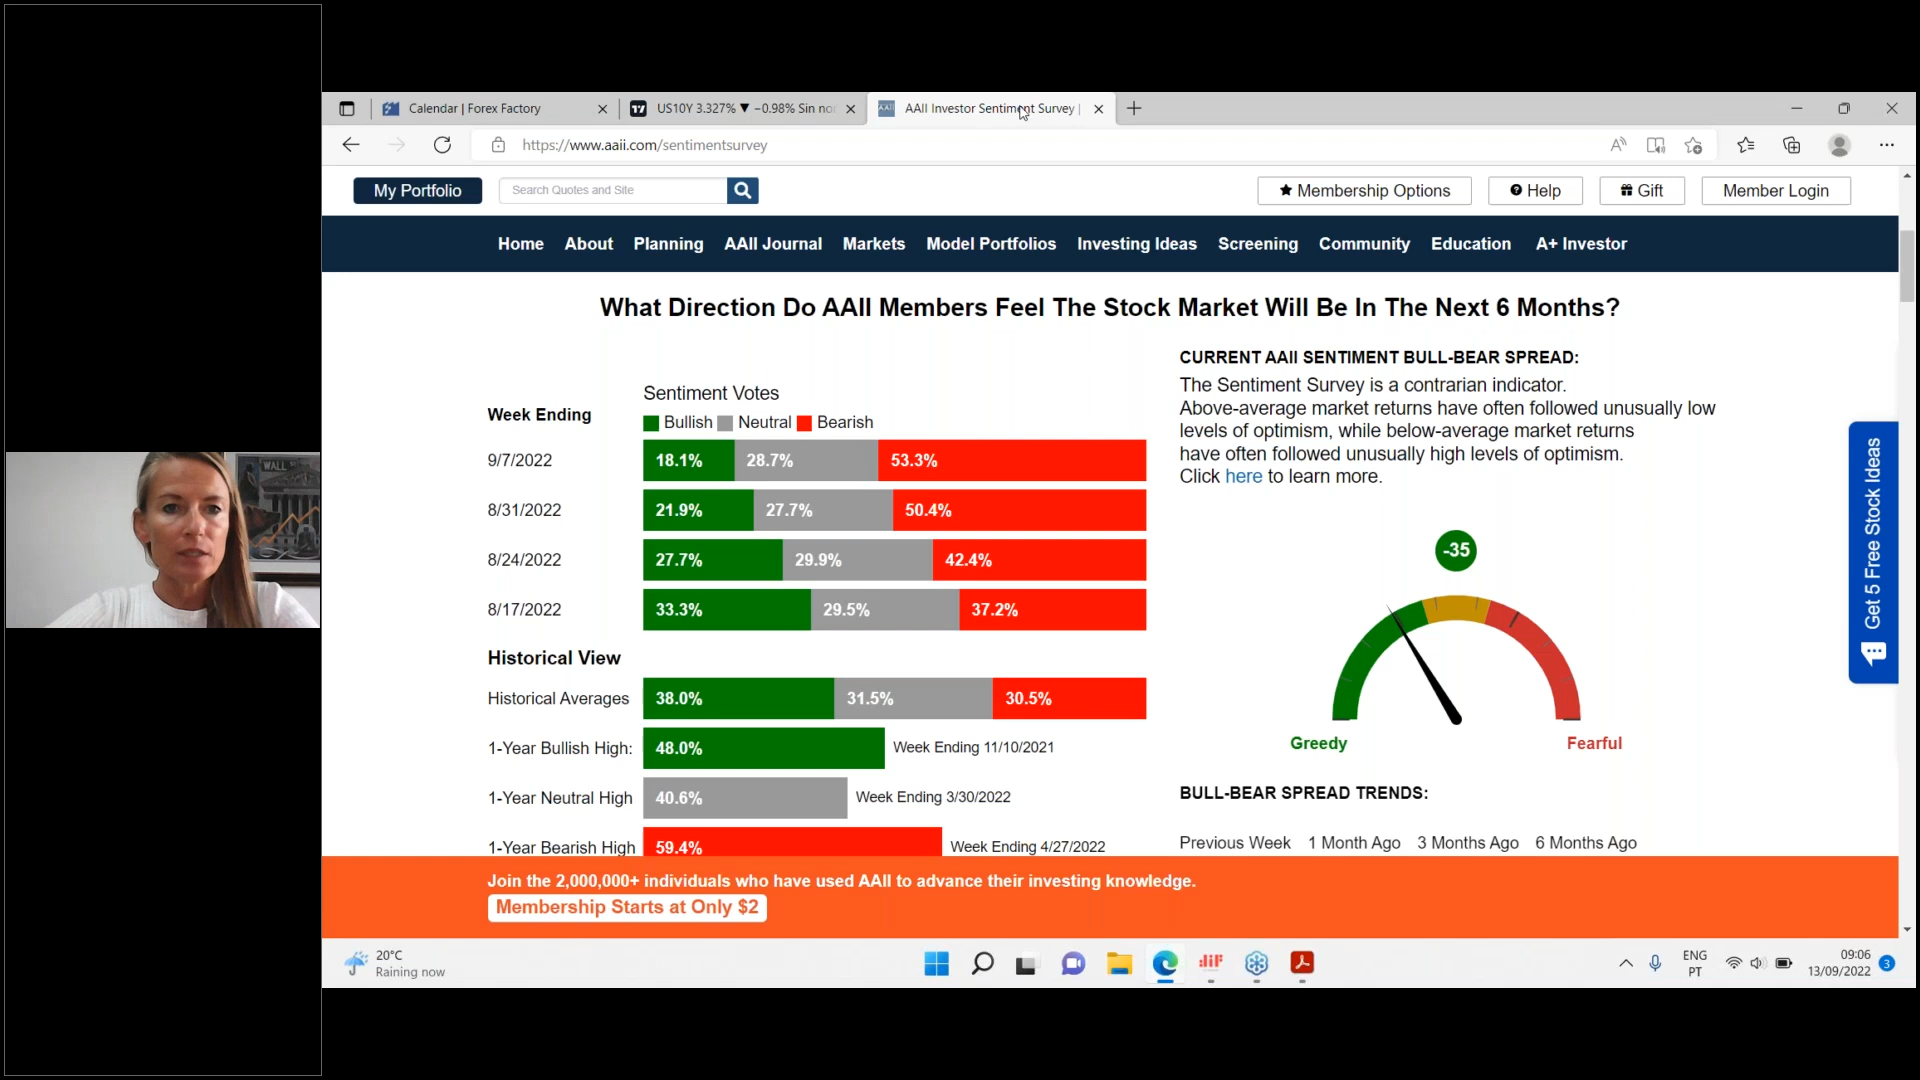 Calendar | Forex Factory
US10Y 3.327% ▼ −0.98% Sin no
AAII Investor Sentiment Survey |
https://www.aaii.com/sentimentsurvey
My Portfolio
Search Quotes and Site
Membership Options
Help
Gift
Member Login
Home About Planning AAII Journal Markets Model Portfolios Investing Ideas Screening Community Education A+ Investor
What Direction Do AAII Members Feel The Stock Market Will Be In The Next 6 Months?
Sentiment Votes
Week Ending
Bullish Neutral Bearish
9/7/2022 18.1% 28.7% 53.3%
8/31/2022 21.9% 27.7% 50.4%
8/24/2022 27.7% 29.9% 42.4%
8/17/2022 33.3% 29.5% 37.2%
Historical View
Historical Averages 38.0% 31.5% 30.5%
1-Year Bullish High: 48.0% Week Ending 11/10/2021
1-Year Neutral High 40.6% Week Ending 3/30/2022
1-Year Bearish High 59.4% Week Ending 4/27/2022
CURRENT AAII SENTIMENT BULL-BEAR SPREAD:
The Sentiment Survey is a contrarian indicator.
Above-average market returns have often followed unusually low
levels of optimism, while below-average market returns
have often followed unusually high levels of optimism.
Click here to learn more.
-35
Greedy Fearful
BULL-BEAR SPREAD TRENDS:
Previous Week 1 Month Ago 3 Months Ago 6 Months Ago
Get 5 Free Stock Ideas
Join the 2,000,000+ individuals who have used AAII to advance their investing knowledge.
Membership Starts at Only $2
WALL
20°C
Raining now
ENG
PT
09:06
13/09/2022
3